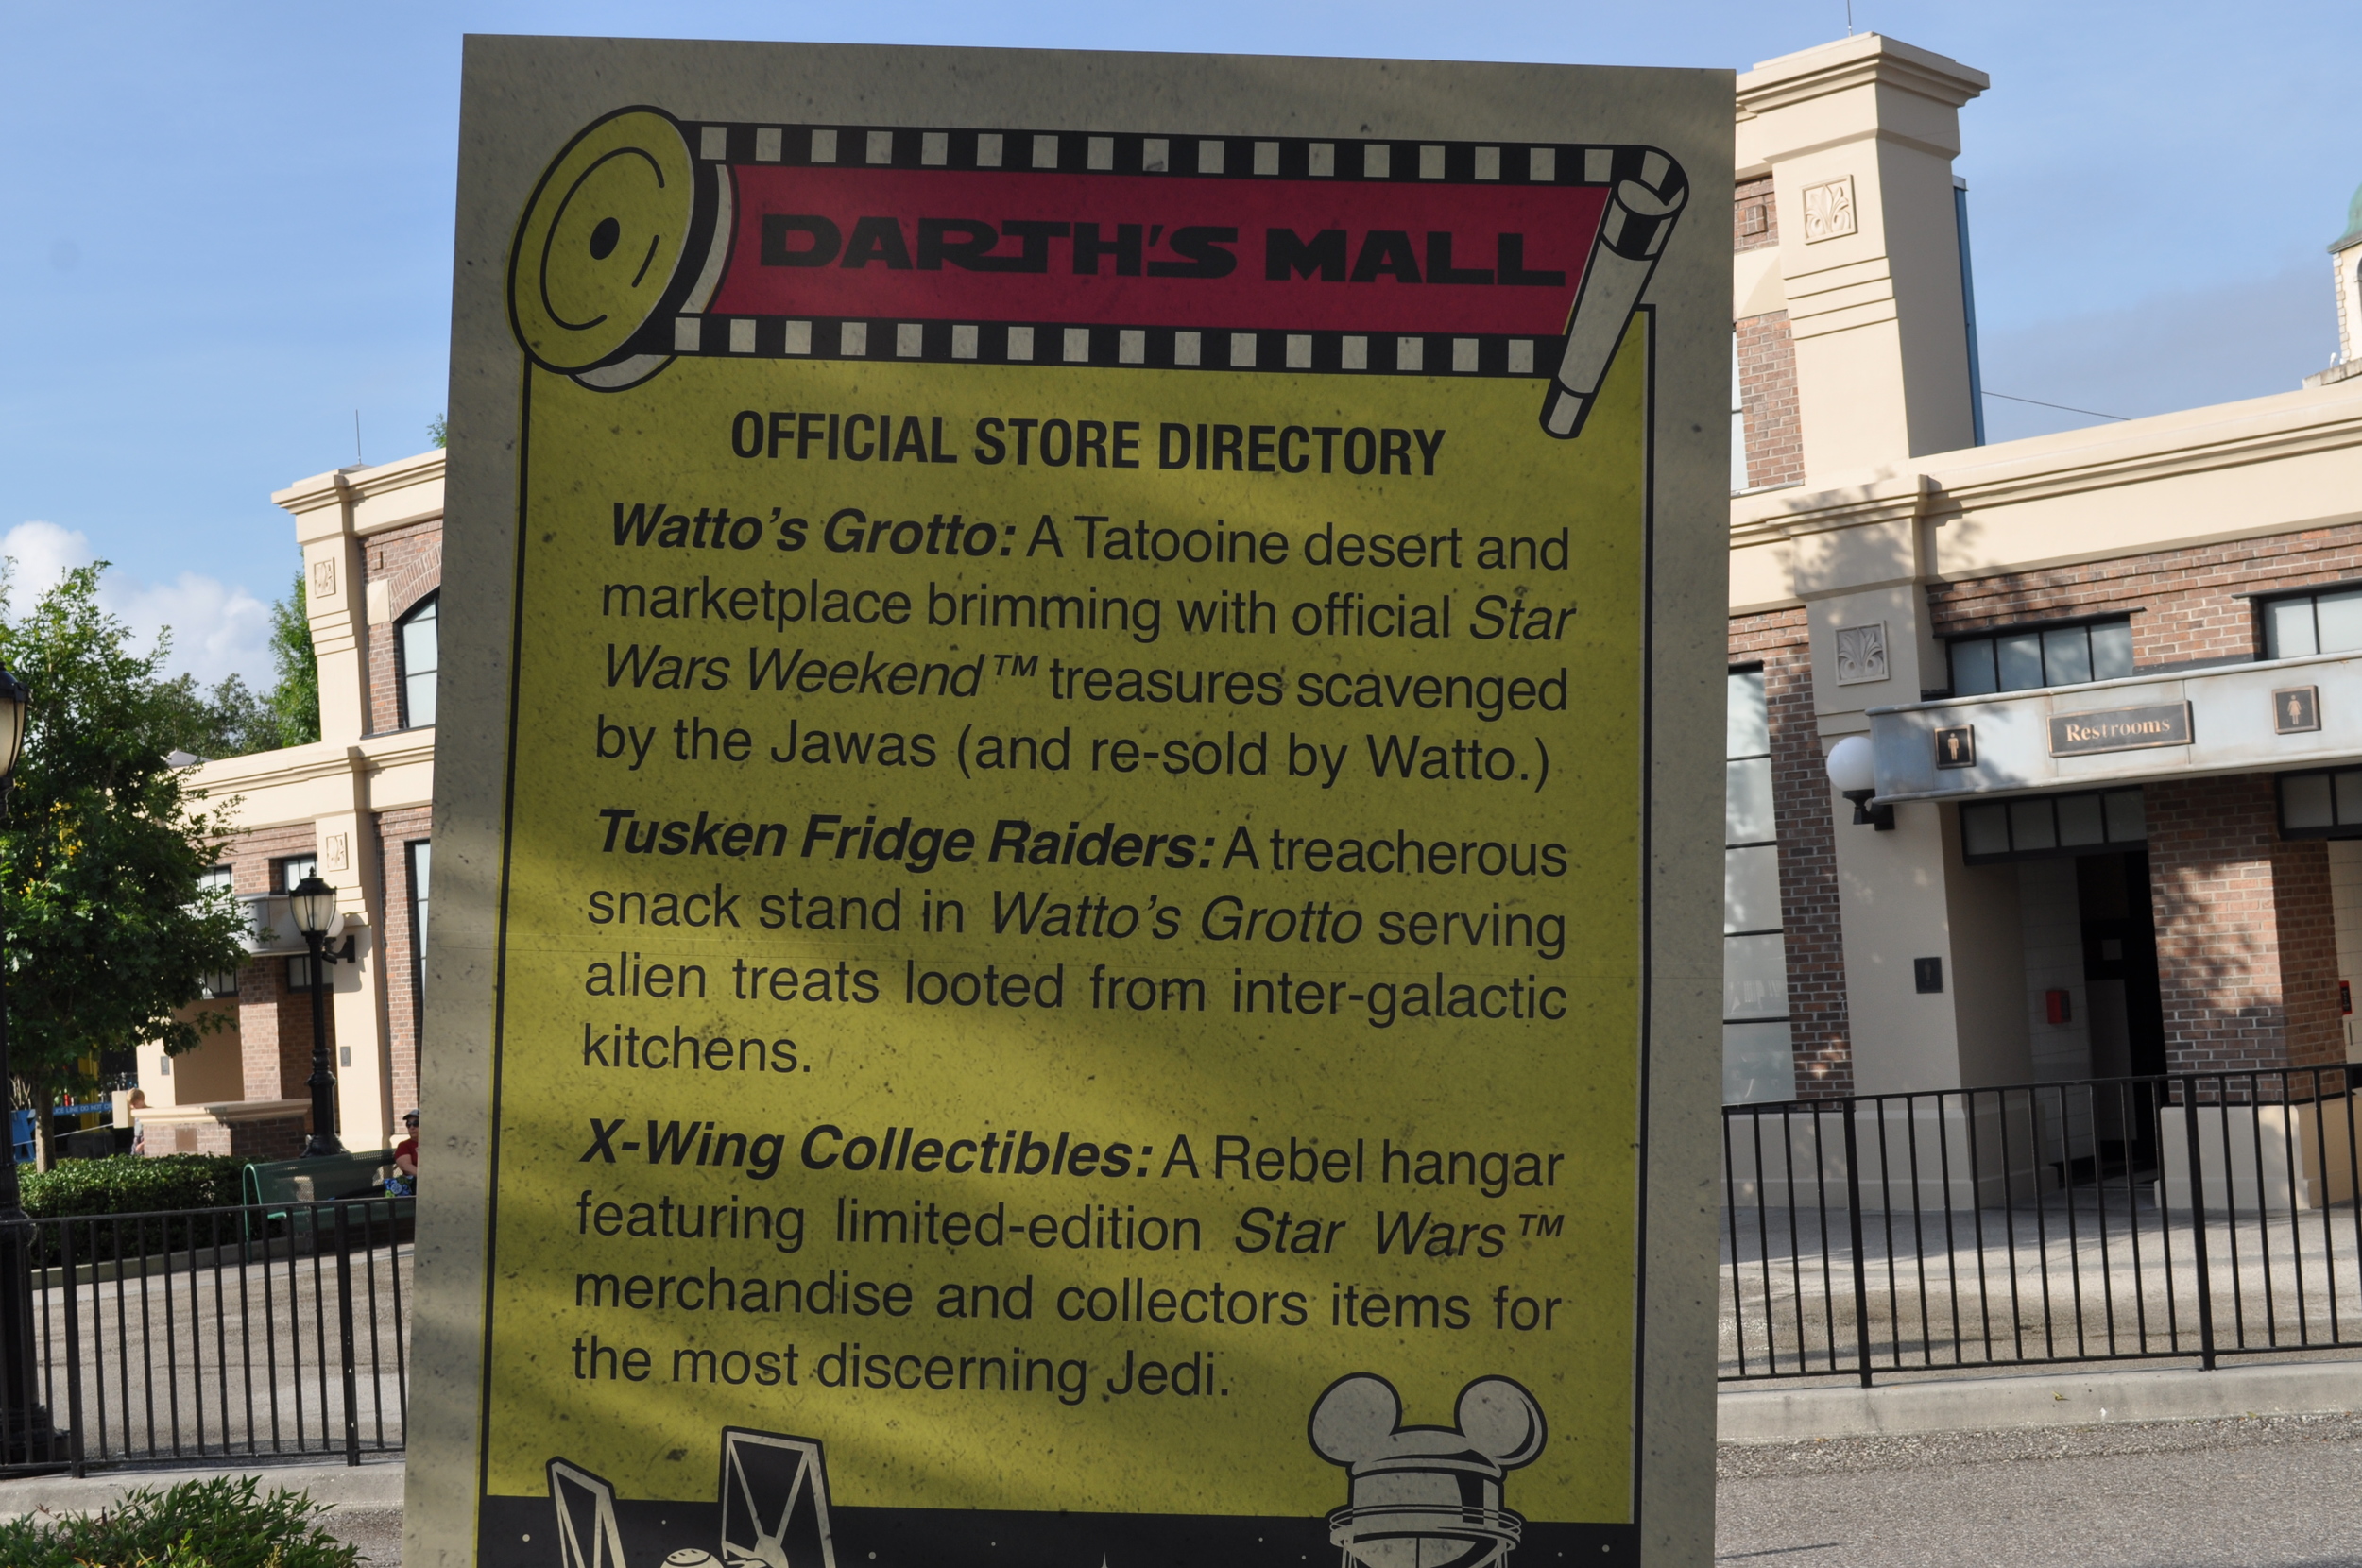 DARTH'S MALL
OFFICIAL STORE DIRECTORY
Watto's Grotto: A Tatooine desert and
marketplace brimming with official Star
Wars Weekend™ treasures scavenged
by the Jawas (and re-sold by Watto.)
Tusken Fridge Raiders: A treacherous
snack stand in Watto's Grotto serving
alien treats looted from inter-galactic
kitchens.
X-Wing Collectibles: A Rebel hangar
featuring limited-edition Star Wars™
merchandise and collectors items for
the most discerning Jedi.
Restrooms